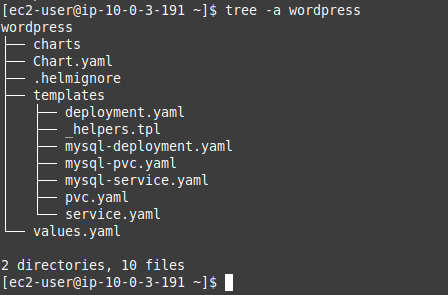 [ec2-user@ip-10-0-3-191 ~]$ tree -a wordpress
wordpress
├── charts
├── Chart.yaml
├── .helmignore
├── templates
│   ├── deployment.yaml
│   ├── _helpers.tpl
│   ├── mysql-deployment.yaml
│   ├── mysql-pvc.yaml
│   ├── mysql-service.yaml
│   ├── pvc.yaml
│   └── service.yaml
└── values.yaml
2 directories, 10 files
[ec2-user@ip-10-0-3-191 ~]$